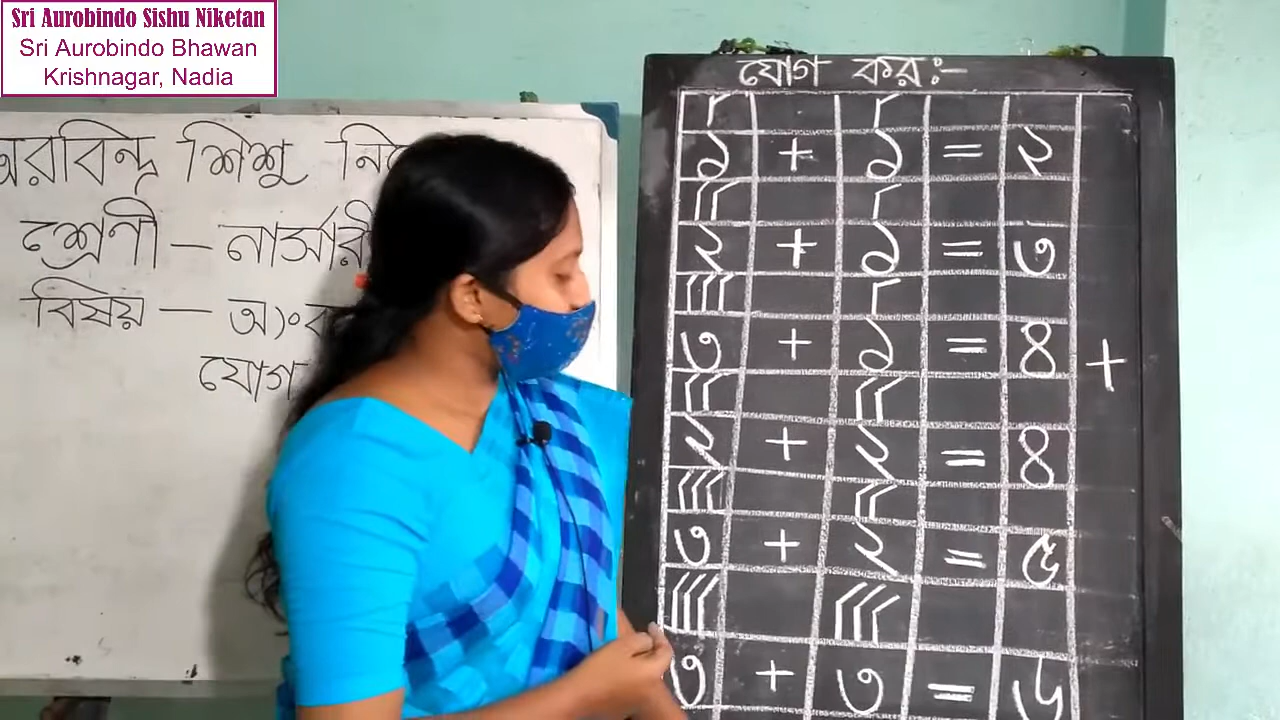 Sri Aurobindo Sishu Niketan
Sri Aurobindo Bhawan
Krishnagar, Nadia
অরবিন্দ শিশু
শ্রেণী — নার্সারী
বিষয় —
যোগ
যোগ কর :-
১ + ১ = ২
২ + ১ = ৩
৩ + ১ = ৪
+
২ + ২ = ৪
৩ + ২ = ৫
৩ + ৩ = ৬